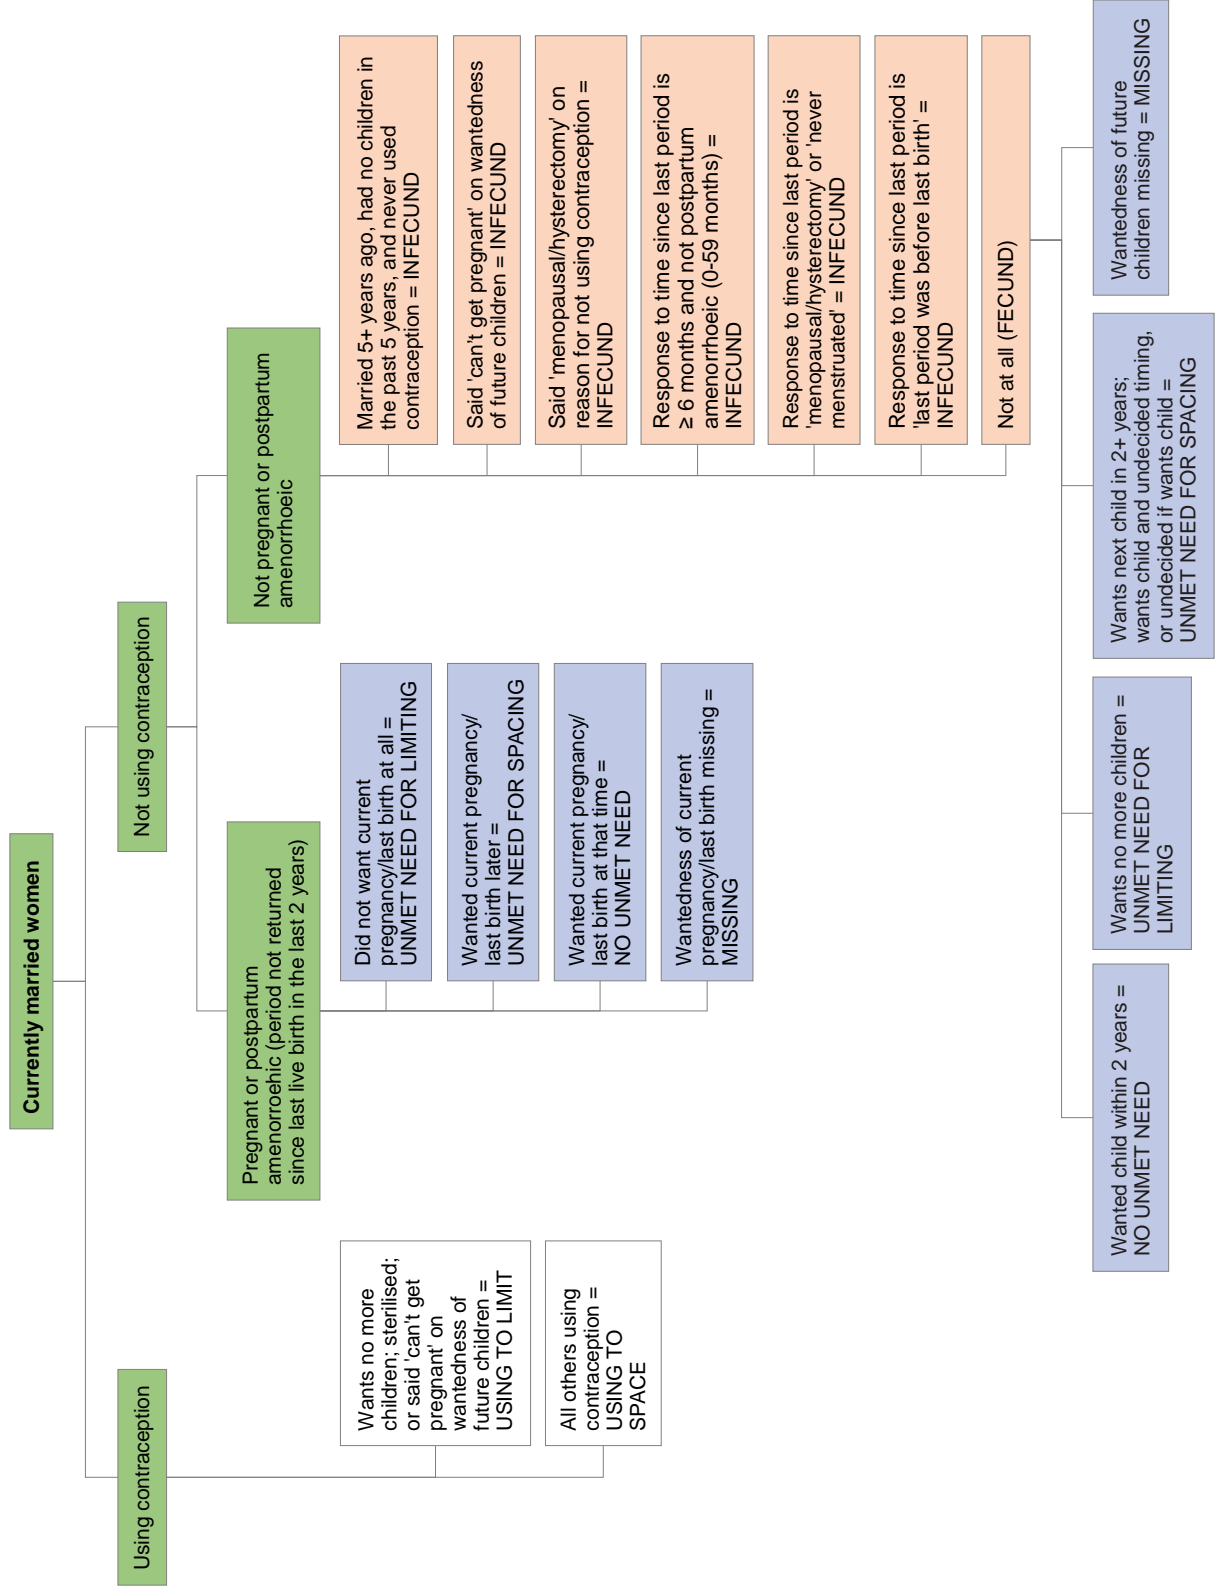 Currently married women
Using contraception
Not using contraception
Pregnant or postpartum
amenorroehic (period not returned
since last live birth in the last 2 years)
Not pregnant or postpartum
amenorrhoeic
Wants no more
children; sterilised;
or said 'can't get
pregnant' on
wantedness of
future children =
USING TO LIMIT
All others using
contraception =
USING TO
SPACE
Did not want current
pregnancy/last birth at all =
UNMET NEED FOR LIMITING
Wanted current pregnancy/
last birth later =
UNMET NEED FOR SPACING
Wanted current pregnancy/
last birth at that time =
NO UNMET NEED
Wantedness of current
pregnancy/last birth missing =
MISSING
Married 5+ years ago, had no children in
the past 5 years, and never used
contraception = INFECUND
Said 'can't get pregnant' on wantedness
of future children = INFECUND
Said 'menopausal/hysterectomy' on
reason for not using contraception =
INFECUND
Response to time since last period is
≥ 6 months and not postpartum
amenorrhoeic (0-59 months) =
INFECUND
Response to time since last period is
'menopausal/hysterectomy' or 'never
menstruated' = INFECUND
Response to time since last period is
'last period was before last birth' =
INFECUND
Not at all (FECUND)
Wanted child within 2 years =
NO UNMET NEED
Wants no more children =
UNMET NEED FOR
LIMITING
Wants next child in 2+ years;
wants child and undecided timing,
or undecided if wants child =
UNMET NEED FOR SPACING
Wantedness of future
children missing = MISSING